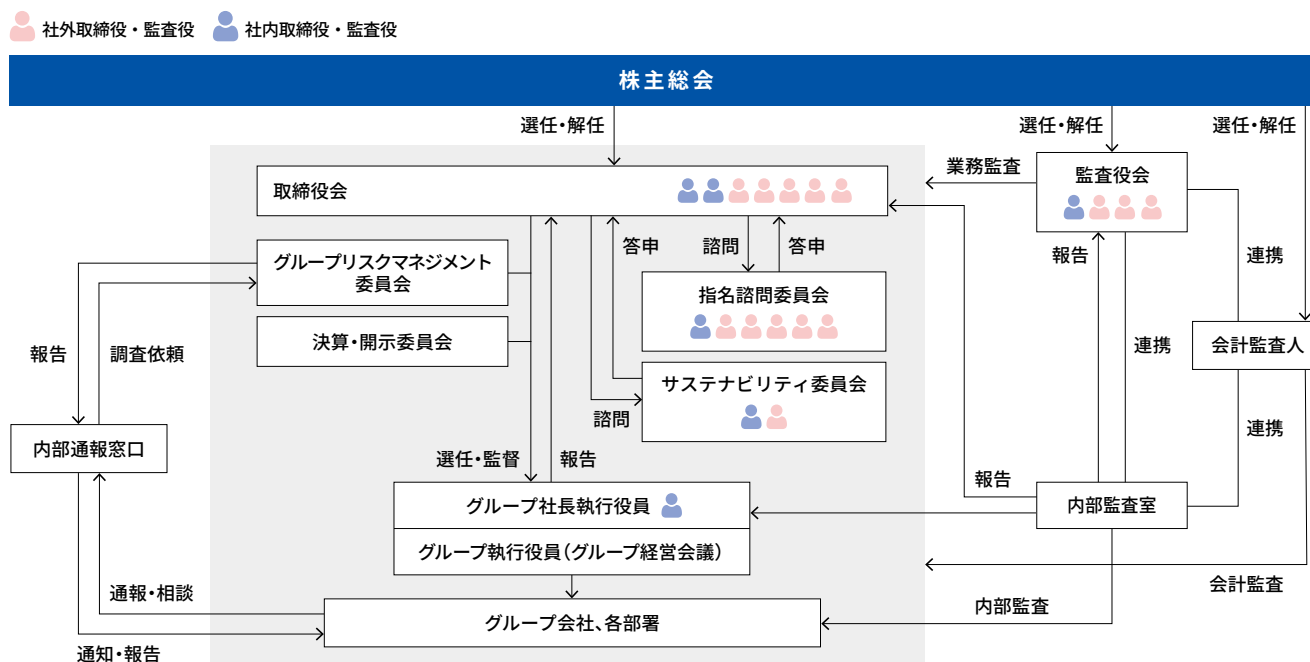 社外取締役・監査役 社内取締役・監査役
株主総会
選任・解任 選任・解任 選任・解任
取締役会
業務監査
監査役会
答申 諮問 答申
報告 連携
グループリスクマネジメント
委員会
指名諮問委員会
決算・開示委員会
報告 調査依頼
連携
会計監査人
サステナビリティ委員会
諮問
連携
内部通報窓口
選任・監督 報告
報告
グループ社長執行役員
内部監査室
グループ執行役員(グループ経営会議)
会計監査
通報・相談
内部監査
グループ会社、各部署
通知・報告